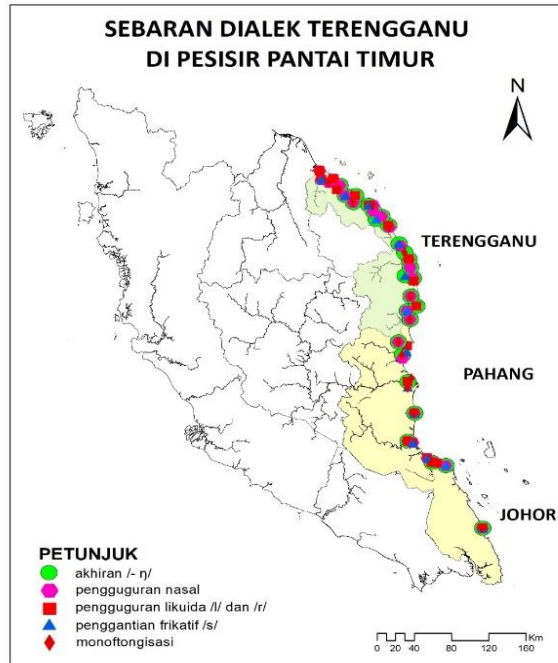 SEBARAN DIALEK TERENGGANU
DI PESISIR PANTAI TIMUR
N
TERENGGANU
PAHANG
JOHOR
PETUNJUK
akhiran /- ŋ/
pengguguran nasal
pengguguran likuida /l/ dan /r/
penggantian frikatif /s/
monoftongisasi
Km
0 20 40 80 120 160